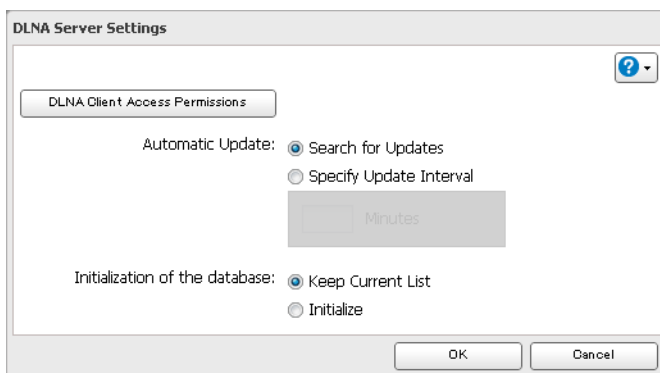 DLNA Server Settings
?
DLNA Client Access Permissions
Automatic Update: Search for Updates
Specify Update Interval
Minutes
Initialization of the database: Keep Current List
Initialize
OK Cancel